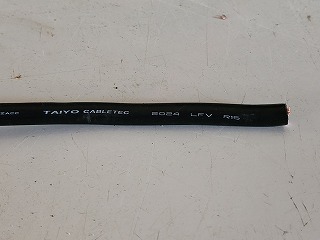 TAIYO CABLETEC 2024 LFV R15